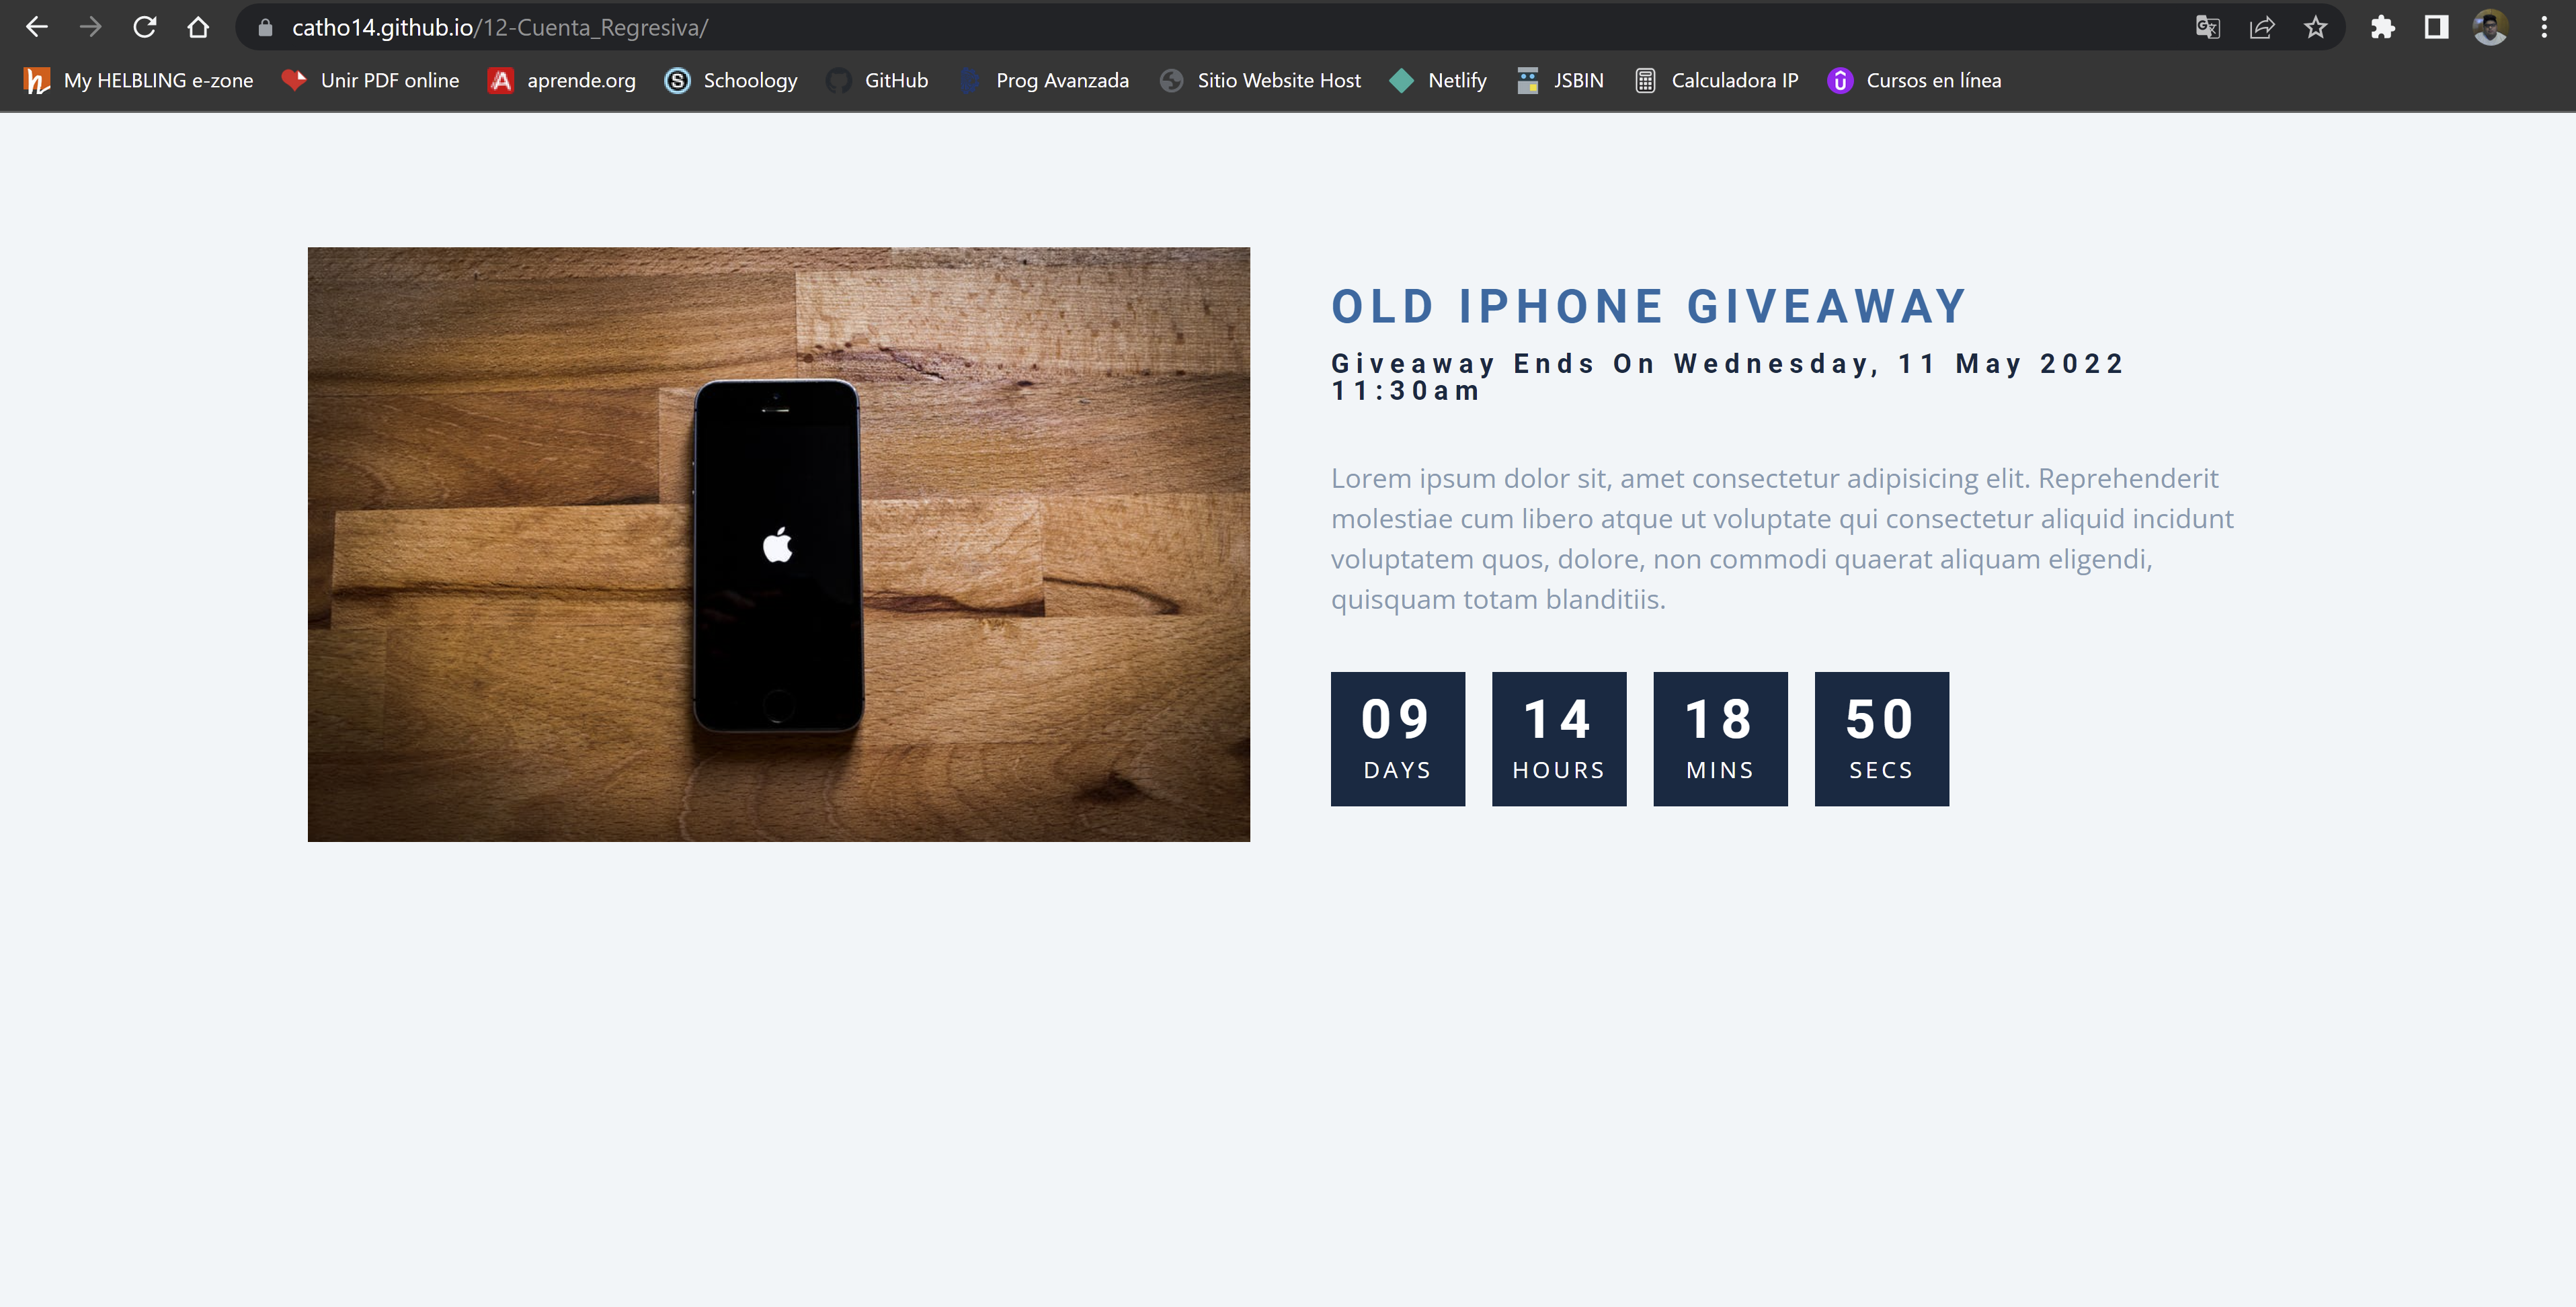 catho14.github.io/12-Cuenta_Regresiva/
My HELBLING e-zone Unir PDF online aprende.org Schoology GitHub Prog Avanzada Sitio Website Host Netlify JSBIN Calculadora IP Cursos en línea
OLD IPHONE GIVEAWAY
Giveaway Ends On Wednesday, 11 May 2022
11:30am
Lorem ipsum dolor sit, amet consectetur adipisicing elit. Reprehenderit
molestiae cum libero atque ut voluptate qui consectetur aliquid incidunt
voluptatem quos, dolore, non commodi quaerat aliquam eligendi,
quisquam totam blanditiis.
09 14 18 50
DAYS HOURS MINS SECS